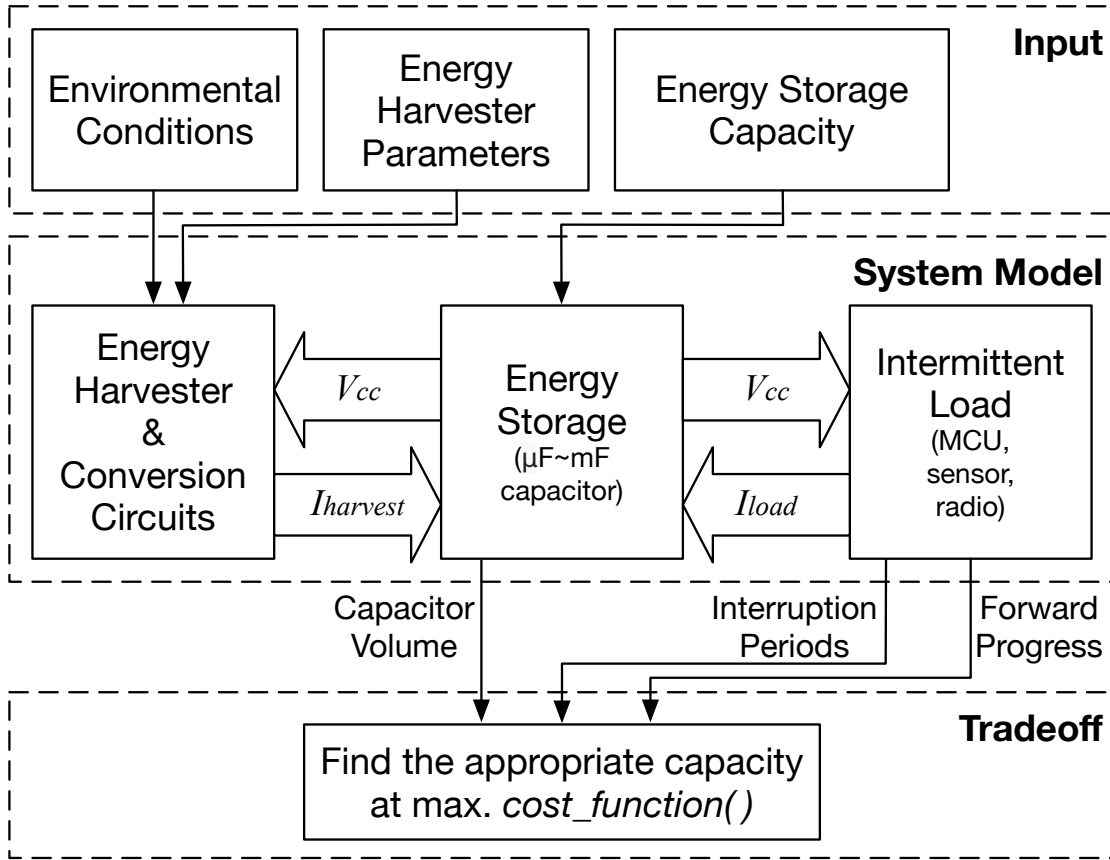 Input
Environmental
Conditions
Energy
Harvester
Parameters
Energy Storage
Capacity
System Model
Energy
Harvester
&
Conversion
Circuits
Vcc
Iharvest
Energy
Storage
(μF~mF
capacitor)
Vcc
Iload
Intermittent
Load
(MCU,
sensor,
radio)
Capacitor
Volume
Interruption
Periods
Forward
Progress
Tradeoff
Find the appropriate capacity
at max. cost_function( )